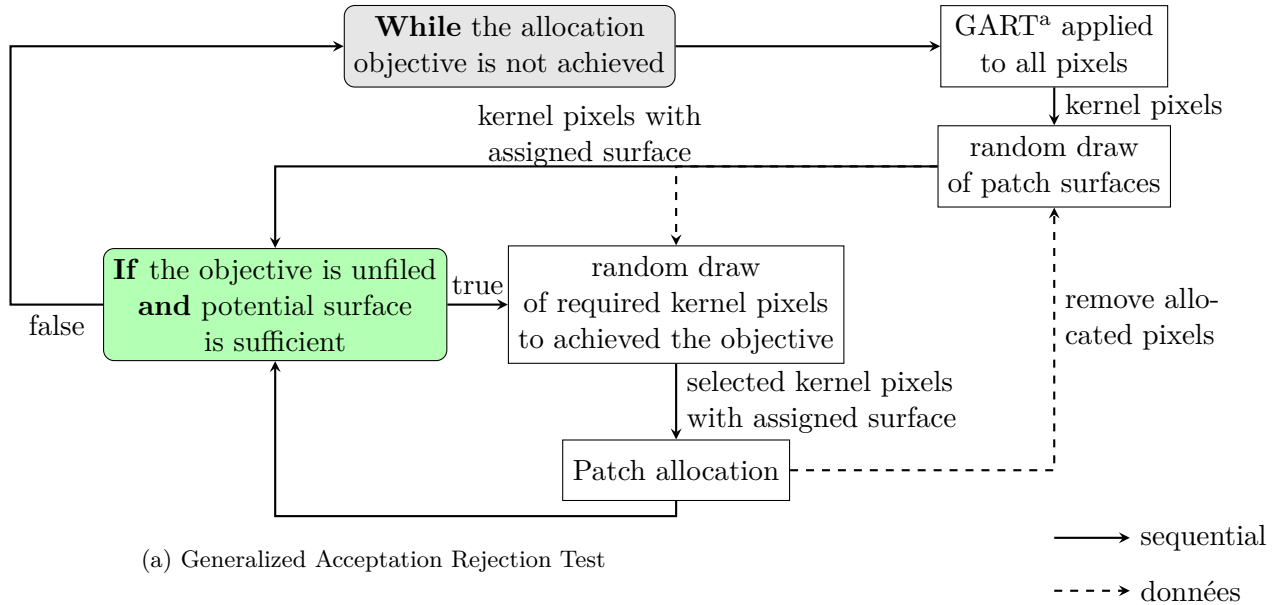 While the allocation
objective is not achieved
GARTᵃ applied
to all pixels
kernel pixels
kernel pixels with
assigned surface
random draw
of patch surfaces
If the objective is unfiled
and potential surface
is sufficient
true
false
random draw
of required kernel pixels
to achieved the objective
remove allo-
cated pixels
selected kernel pixels
with assigned surface
Patch allocation
(a) Generalized Acceptation Rejection Test
sequential
données